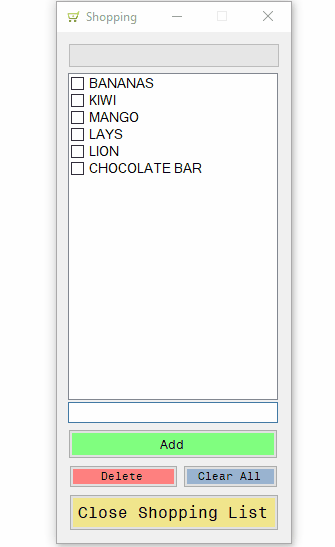 Shopping
BANANAS
KIWI
MANGO
LAYS
LION
CHOCOLATE BAR
Add
Delete
Clear All
Close Shopping List